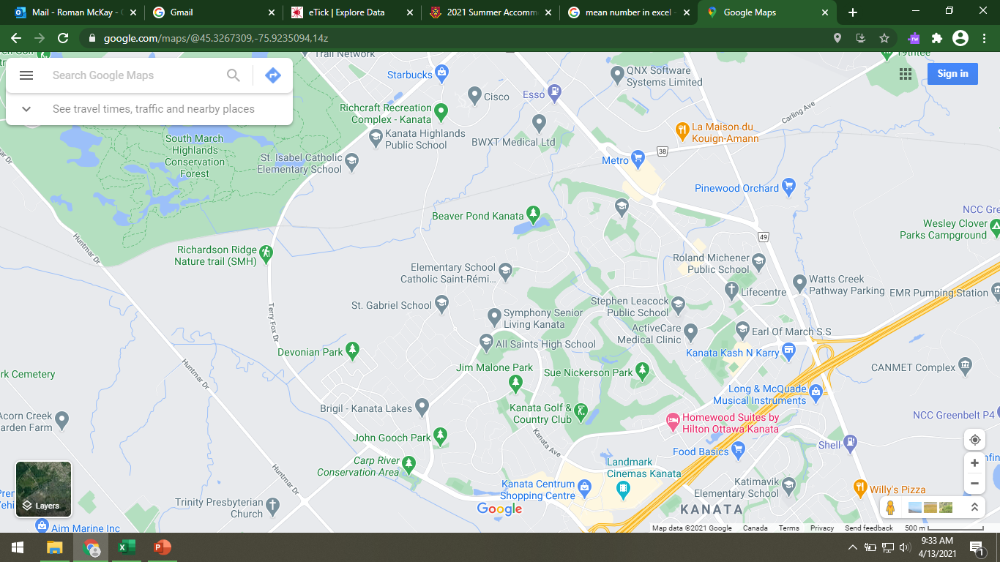 Mail - Roman McKay -
Gmail
eTick | Explore Data
2021 Summer Accomm
mean number in excel
Google Maps
google.com/maps/@45.3267309,-75.9235094,14z
Search Google Maps
See travel times, traffic and nearby places
Sign in
Trail Network
Starbucks
Cisco
Esso
QNX Software
Systems Limited
19thtee
Carling Ave
Richcraft Recreation
Complex - Kanata
Kanata Highlands
Public School
BWXT Medical Ltd
La Maison du
Kouign-Amann
38
South March
Highlands
Conservation
Forest
St. Isabel Catholic
Elementary School
Metro
Pinewood Orchard
Beaver Pond Kanata
NCC Gre
Wesley Clover
Parks Campground
49
Huntmar Dr
Richardson Ridge
Nature trail (SMH)
Elementary School
Catholic Saint-Rémi...
Roland Michener
Public School
Watts Creek
Pathway Parking
EMR Pumping Station
Lifecentre
St. Gabriel School
Stephen Leacock
Public School
Terry Fox Dr
Symphony Senior
Living Kanata
ActiveCare
Medical Clinic
Earl Of March S.S
All Saints High School
Devonian Park
Kanata Kash N Karry
Huntmar Dr
Jim Malone Park
Sue Nickerson Park
CANMET Complex
rk Cemetery
Long & McQuade
Musical Instruments
Brigil - Kanata Lakes
Kanata Golf &
Country Club
Acorn Creek
arden Farm
Homewood Suites by
Hilton Ottawa Kanata
NCC Greenbelt P4
John Gooch Park
Kanata Ave
Food Basics
Shell
Carp River
Conservation Area
Landmark
Cinemas Kanata
Huntmar Dr
Kanata Centrum
Shopping Centre
Katimavik
Elementary School
Willy's Pizza
Trinity Presbyterian
Church
Layers
Google
KANATA
Aim Marine Inc
Map data ©2021 Google
Canada
Terms
Privacy
Send feedback
500 m
9:33 AM
4/13/2021
1